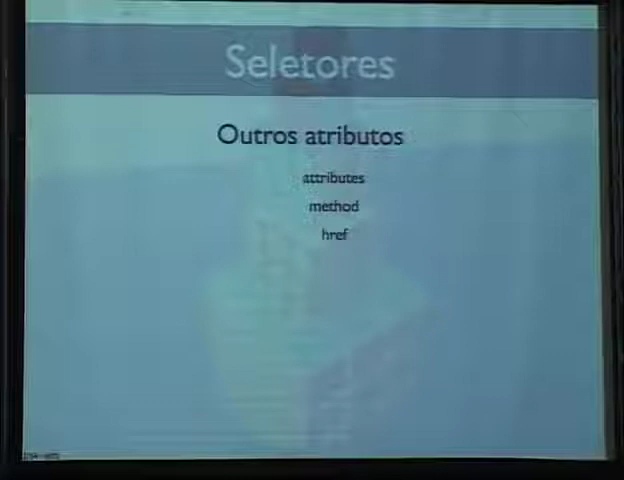 Seletores
Outros atributos
attributes
method
href